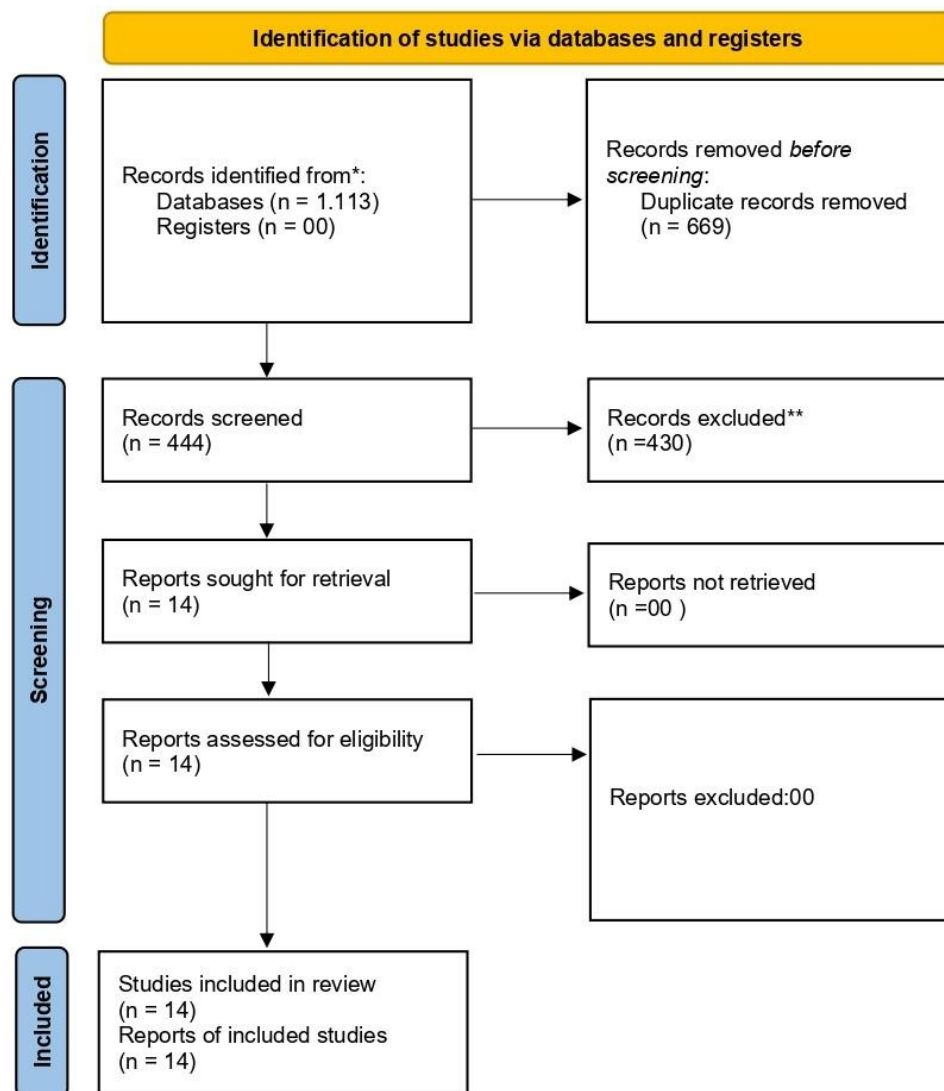 Identification of studies via databases and registers
Identification
Records identified from*:
Databases (n = 1.113)
Registers (n = 00)
Records removed before
screening:
Duplicate records removed
(n = 669)
Screening
Records screened
(n = 444)
Records excluded**
(n =430)
Reports sought for retrieval
(n = 14)
Reports not retrieved
(n =00 )
Reports assessed for eligibility
(n = 14)
Reports excluded:00
Included
Studies included in review
(n = 14)
Reports of included studies
(n = 14)